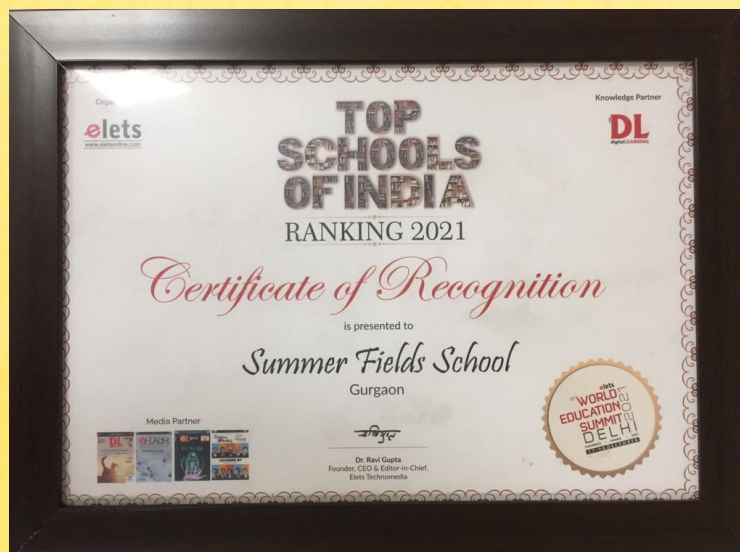 elets
www.eletsonline.com
TOP
SCHOOLS
OF INDIA
RANKING 2021
Knowledge Partner
DL
digitalLEARNING
Certificate of Recognition
is presented to
Summer Fields School
Gurgaon
Media Partner
Dr. Ravi Gupta
Founder, CEO & Editor-in-Chief,
Elets Technomedia
elets
WORLD
EDUCATION
SUMMIT
DELHI
2021